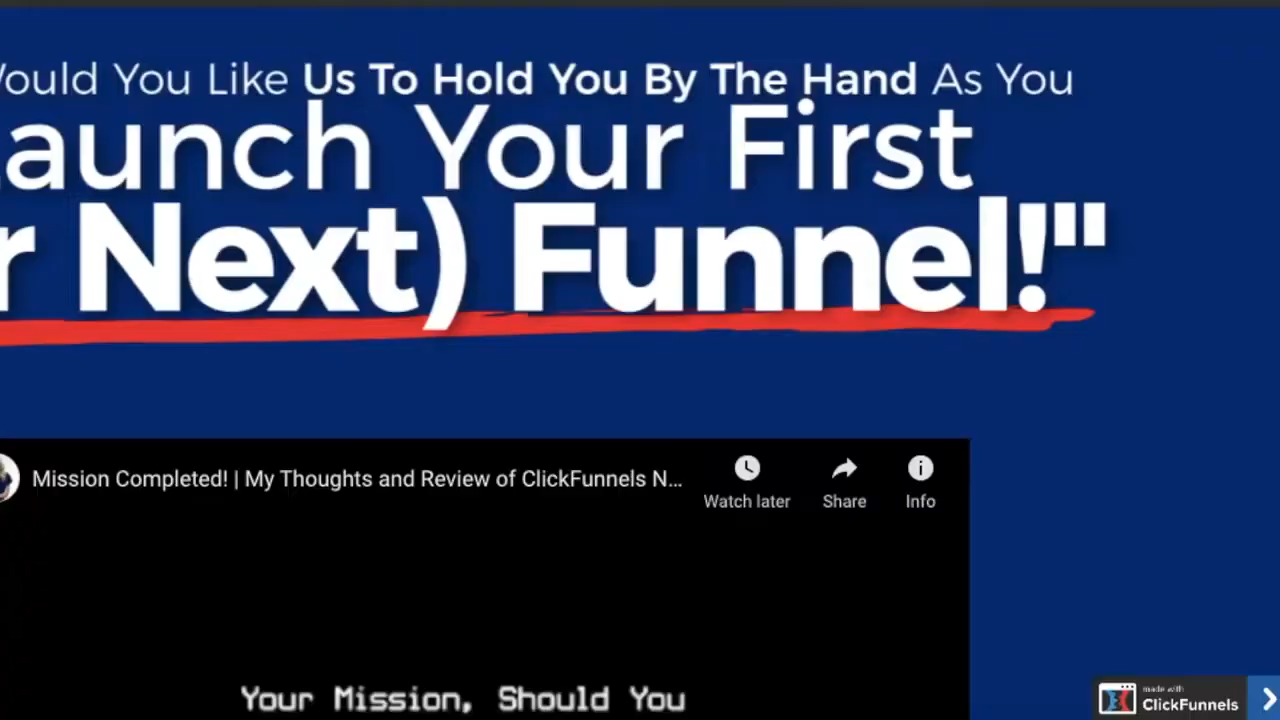 ould You Like Us To Hold You By The Hand As You
aunch Your First
r Next) Funnel!"
Mission Completed! | My Thoughts and Review of ClickFunnels N...
Watch later
Share
Info
Your Mission, Should You
made with
ClickFunnels